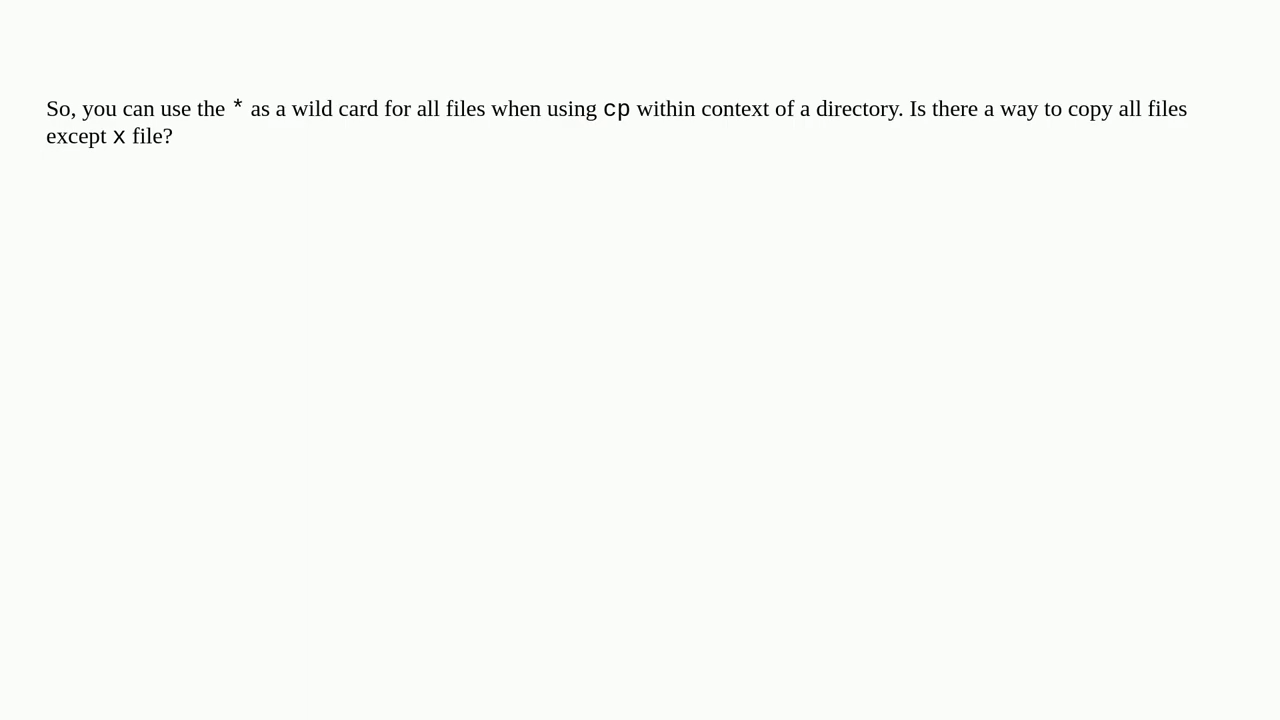 So, you can use the * as a wild card for all files when using cp within context of a directory. Is there a way to copy all files
except x file?